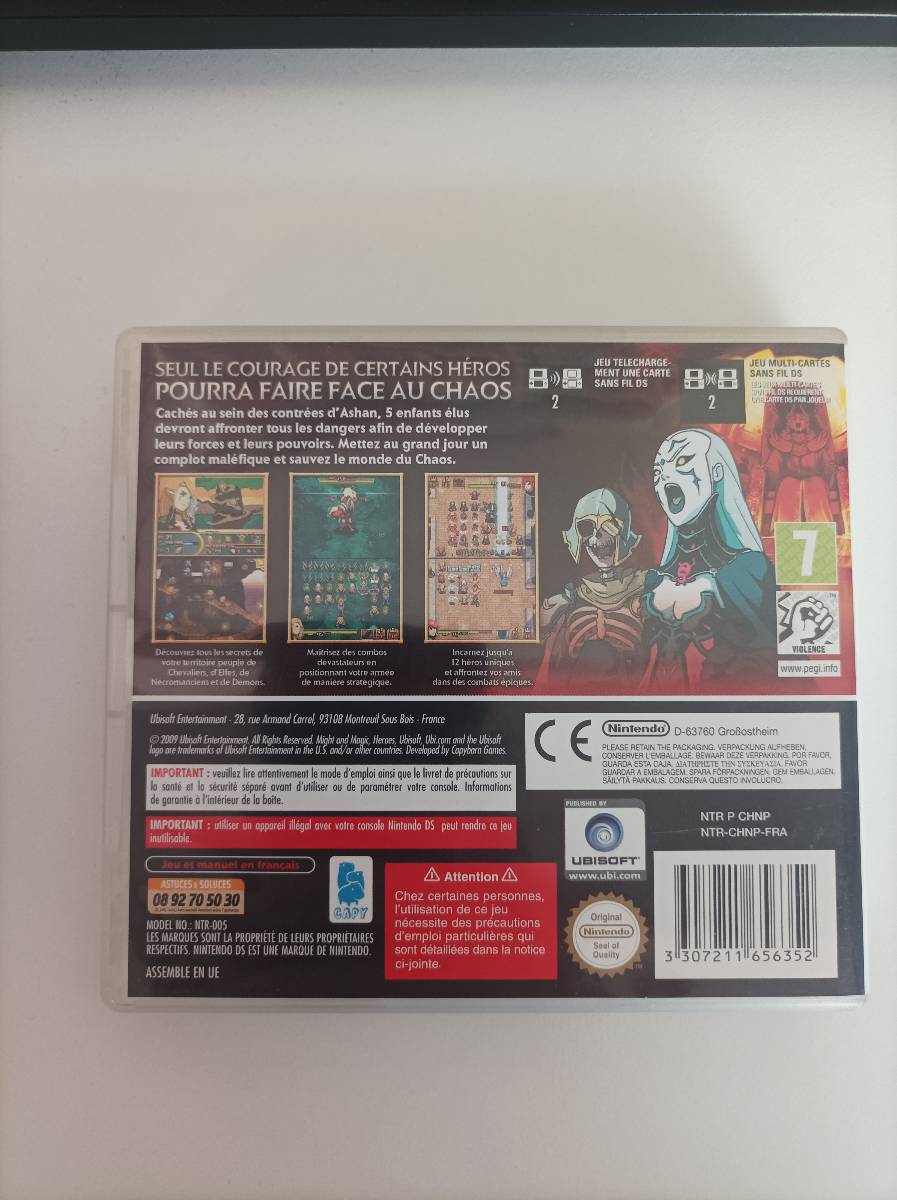 SEUL LE COURAGE DE CERTAINS HÉROS
POURRA FAIRE FACE AU CHAOS
Cachés au sein des contrées d'Ashan, 5 enfants élus
devront affronter tous les dangers afin de développer
leurs forces et leurs pouvoirs. Mettez au grand jour un
complot maléfique et sauvez le monde du Chaos.
2
JEU TELECHARGE-
MENT UNE CARTE
SANS FIL DS
2
JEU MULTI-CARTES
SANS FIL DS
LES JEUX MULTI-CARTES
SANS FIL DS REQUIERENT
UNE CARTE DS PAR JOUEUR
Découvrez tous les secrets de
votre territoire peuplé de
Chevaliers, d'Elfes, de
Nécromanciens et de Démons.
Maîtrisez des combos
dévastateurs en
positionnant votre armée
de manière stratégique.
Incarnez jusqu'à
12 héros uniques
et affrontez vos amis
dans des combats épiques.
7
VIOLENCE
www.pegi.info
Ubisoft Entertainment - 28, rue Armand Carrel, 93108 Montreuil Sous Bois - France
© 2009 Ubisoft Entertainment. All Rights Reserved. Might and Magic, Heroes, Ubisoft, Ubi.com and the Ubisoft
logo are trademarks of Ubisoft Entertainment in the U.S. and/or other countries. Developed by Capybara Games.
IMPORTANT : veuillez lire attentivement le mode d'emploi ainsi que le livret de précautions sur
la santé et la sécurité séparé avant d'utiliser ou de paramétrer votre console. Informations
de garantie à l'intérieur de la boîte.
IMPORTANT : utiliser un appareil illégal avec votre console Nintendo DS peut rendre ce jeu
inutilisable.
Jeu et manuel en français
ASTUCES & SOLUCES
08 92 70 50 30
CAPY
MODEL NO.: NTR-005
LES MARQUES SONT LA PROPRIÉTÉ DE LEURS PROPRIÉTAIRES
RESPECTIFS. NINTENDO DS EST UNE MARQUE DE NINTENDO.
ASSEMBLE EN UE
⚠ Attention ⚠
Chez certaines personnes,
l'utilisation de ce jeu
nécessite des précautions
d'emploi particulières qui
sont détaillées dans la notice
ci-jointe.
CE
Nintendo D-63760 Großostheim
PLEASE RETAIN THE PACKAGING. VERPACKUNG AUFHEBEN.
CONSERVER L'EMBALLAGE. BEWAAR DEZE VERPAKKING. POR FAVOR,
GUARDA ESTA CAJA. ΔΙΑΤΗΡΗΣΤΕ ΤΗΝ ΣΥΣΚΕΥΑΣΙΑ. FAVOR
GUARDAR A EMBALAGEM. SPARA FÖRPACKNINGEN. GEM EMBALLAGEN.
SÄILYTÄ PAKKAUS. CONSERVA QUESTO INVOLUCRO.
PUBLISHED BY
UBISOFT
www.ubi.com
NTR P CHNP
NTR-CHNP-FRA
Original
Nintendo
Seal of
Quality
3 307211 656352